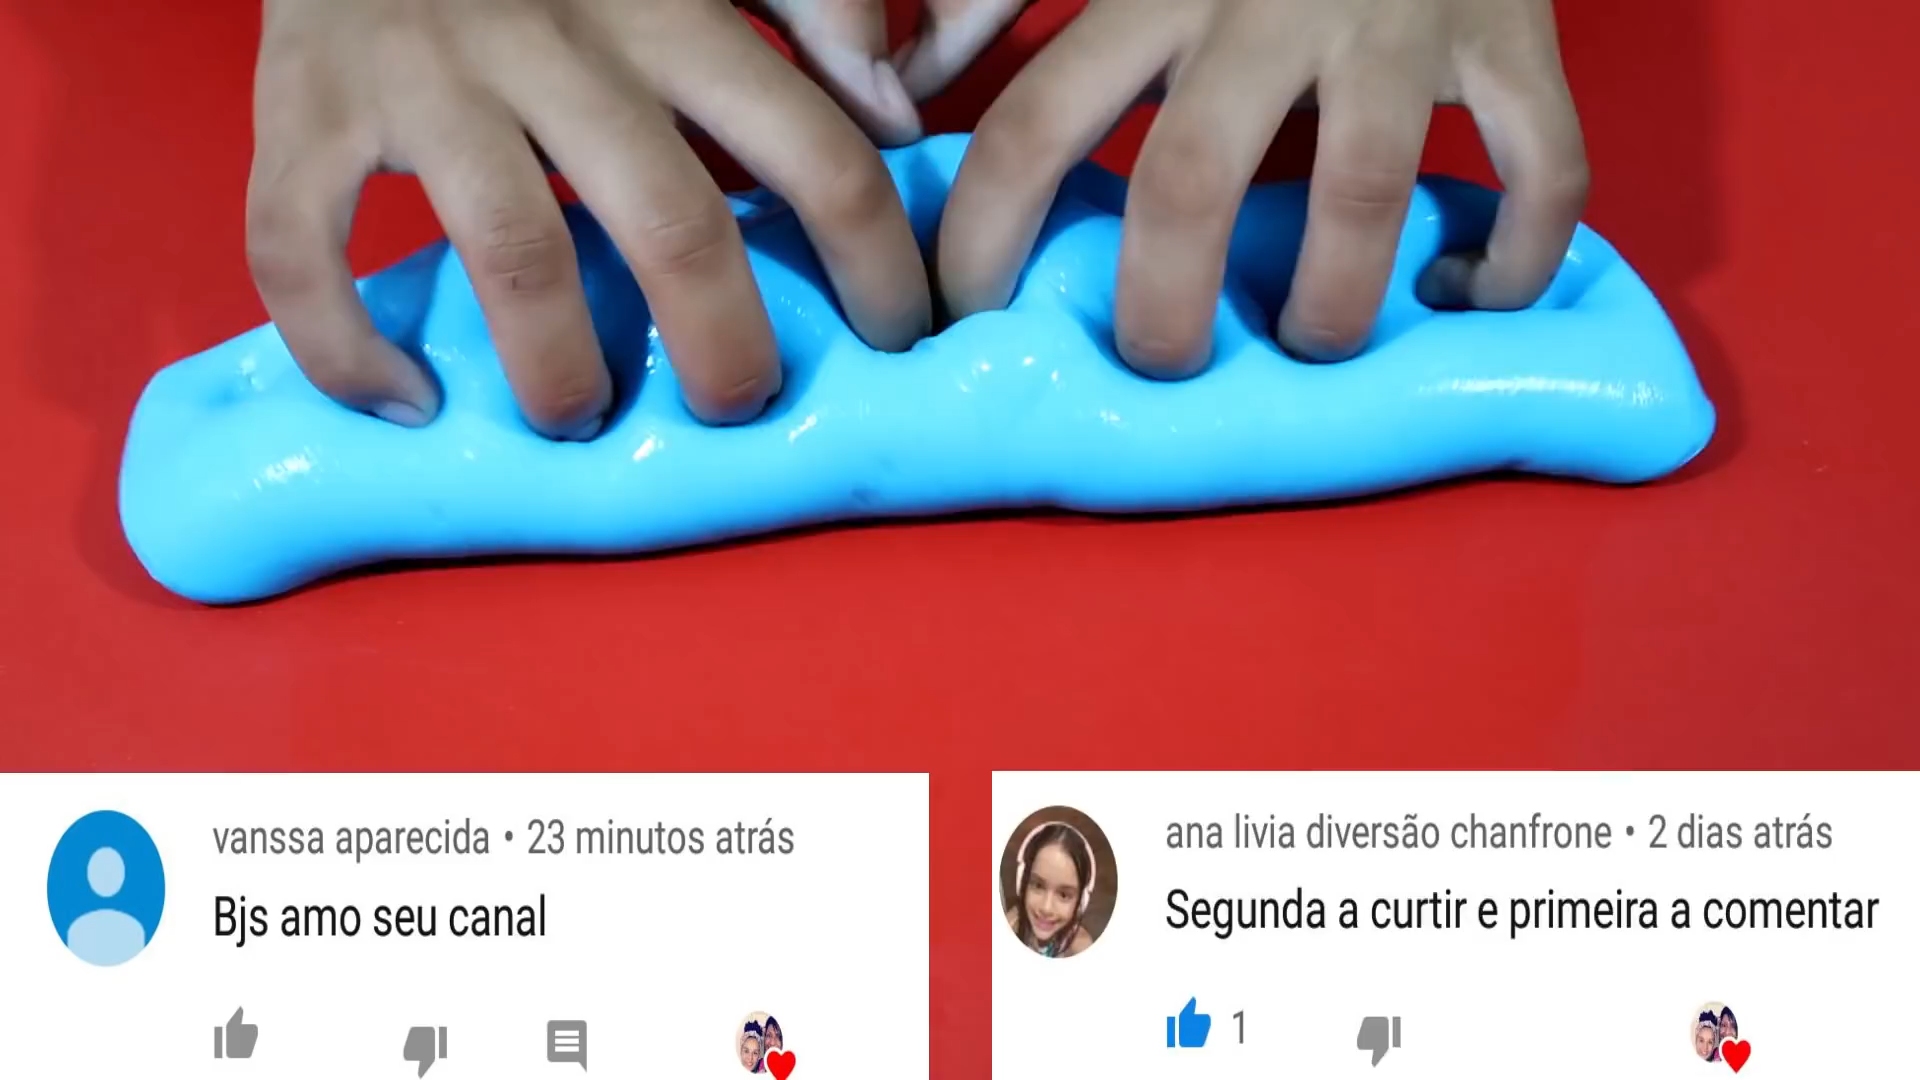 vanssa aparecida • 23 minutos atrás
Bjs amo seu canal
ana livia diversão chanfrone • 2 dias atrás
Segunda a curtir e primeira a comentar
1